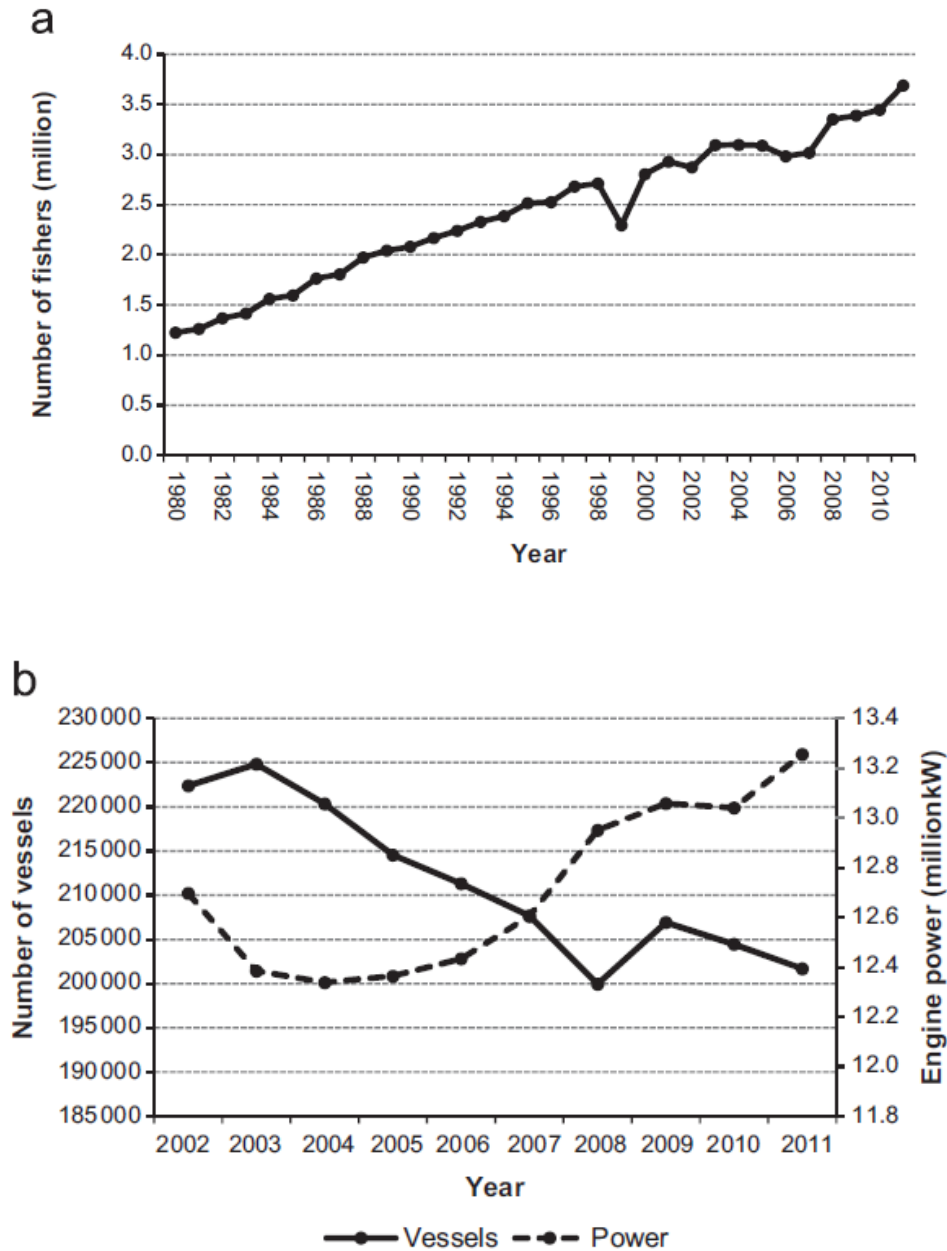 a
Number of fishers (million)
4.0
3.5
3.0
2.5
2.0
1.5
1.0
0.5
0.0
1980 1982 1984 1986 1988 1990 1992 1994 1996 1998 2000 2002 2004 2006 2008 2010
Year
b
Number of vessels
230 000
225 000
220 000
215 000
210 000
205 000
200 000
195 000
190 000
185 000
13.4
13.2
13.0
12.8
12.6
12.4
12.2
12.0
11.8
Engine power (millionkW)
2002 2003 2004 2005 2006 2007 2008 2009 2010 2011
Year
Vessels Power